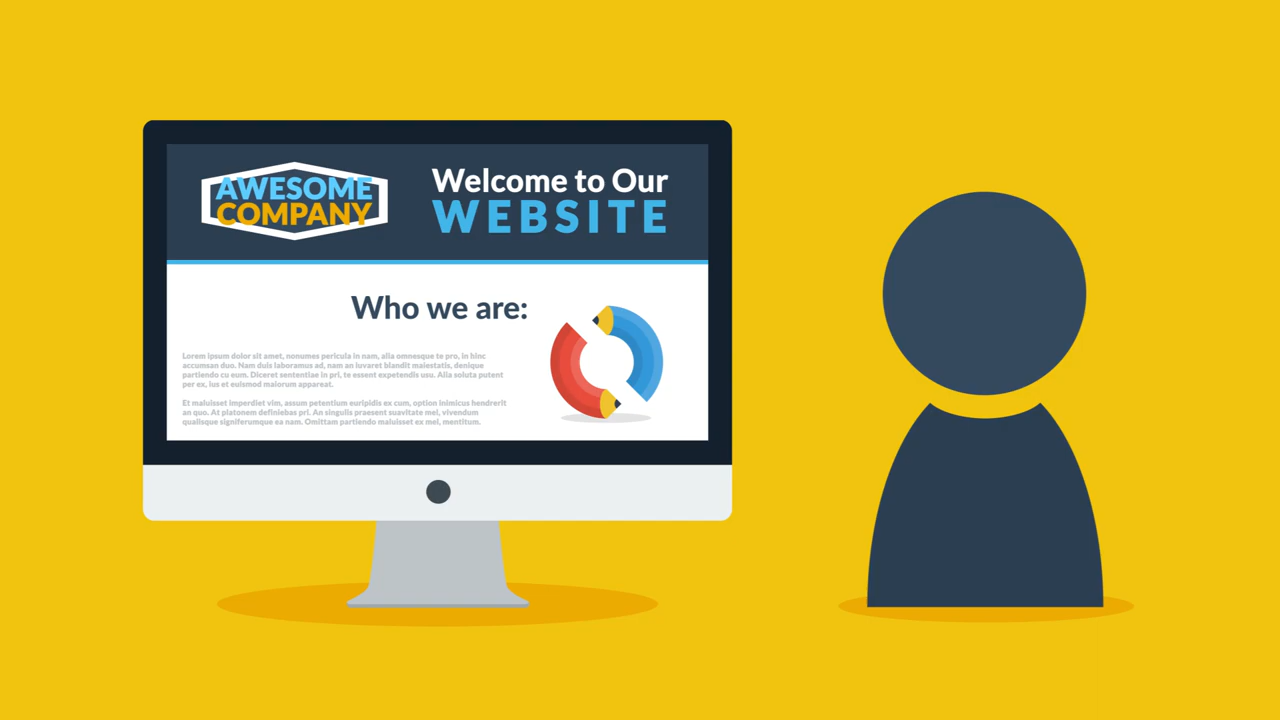 AWESOME
COMPANY
Welcome to Our
WEBSITE
Who we are:
Lorem ipsum dolor sit amet, nonumes pericula in nam, alia omnesque te pro, in hinc
accumsan duo. Nam duis laboramus ad, nam an iuvaret blandit maiestatis, denique
partiendo cu eum. Diceret sententiae in pri, te essent expetendis usu. Alia soluta putent
per ex, ius et euismod maiorum appareat.
Et maluisset imperdiet vim, assum petentium euripidis ex cum, option inimicus hendrerit
an quo. At platonem definiebas pri. An singulis praesent suavitate mel, vivendum
qualisque signiferumque ea nam. Omittam partiendo maluisset ex mel, mentitum.